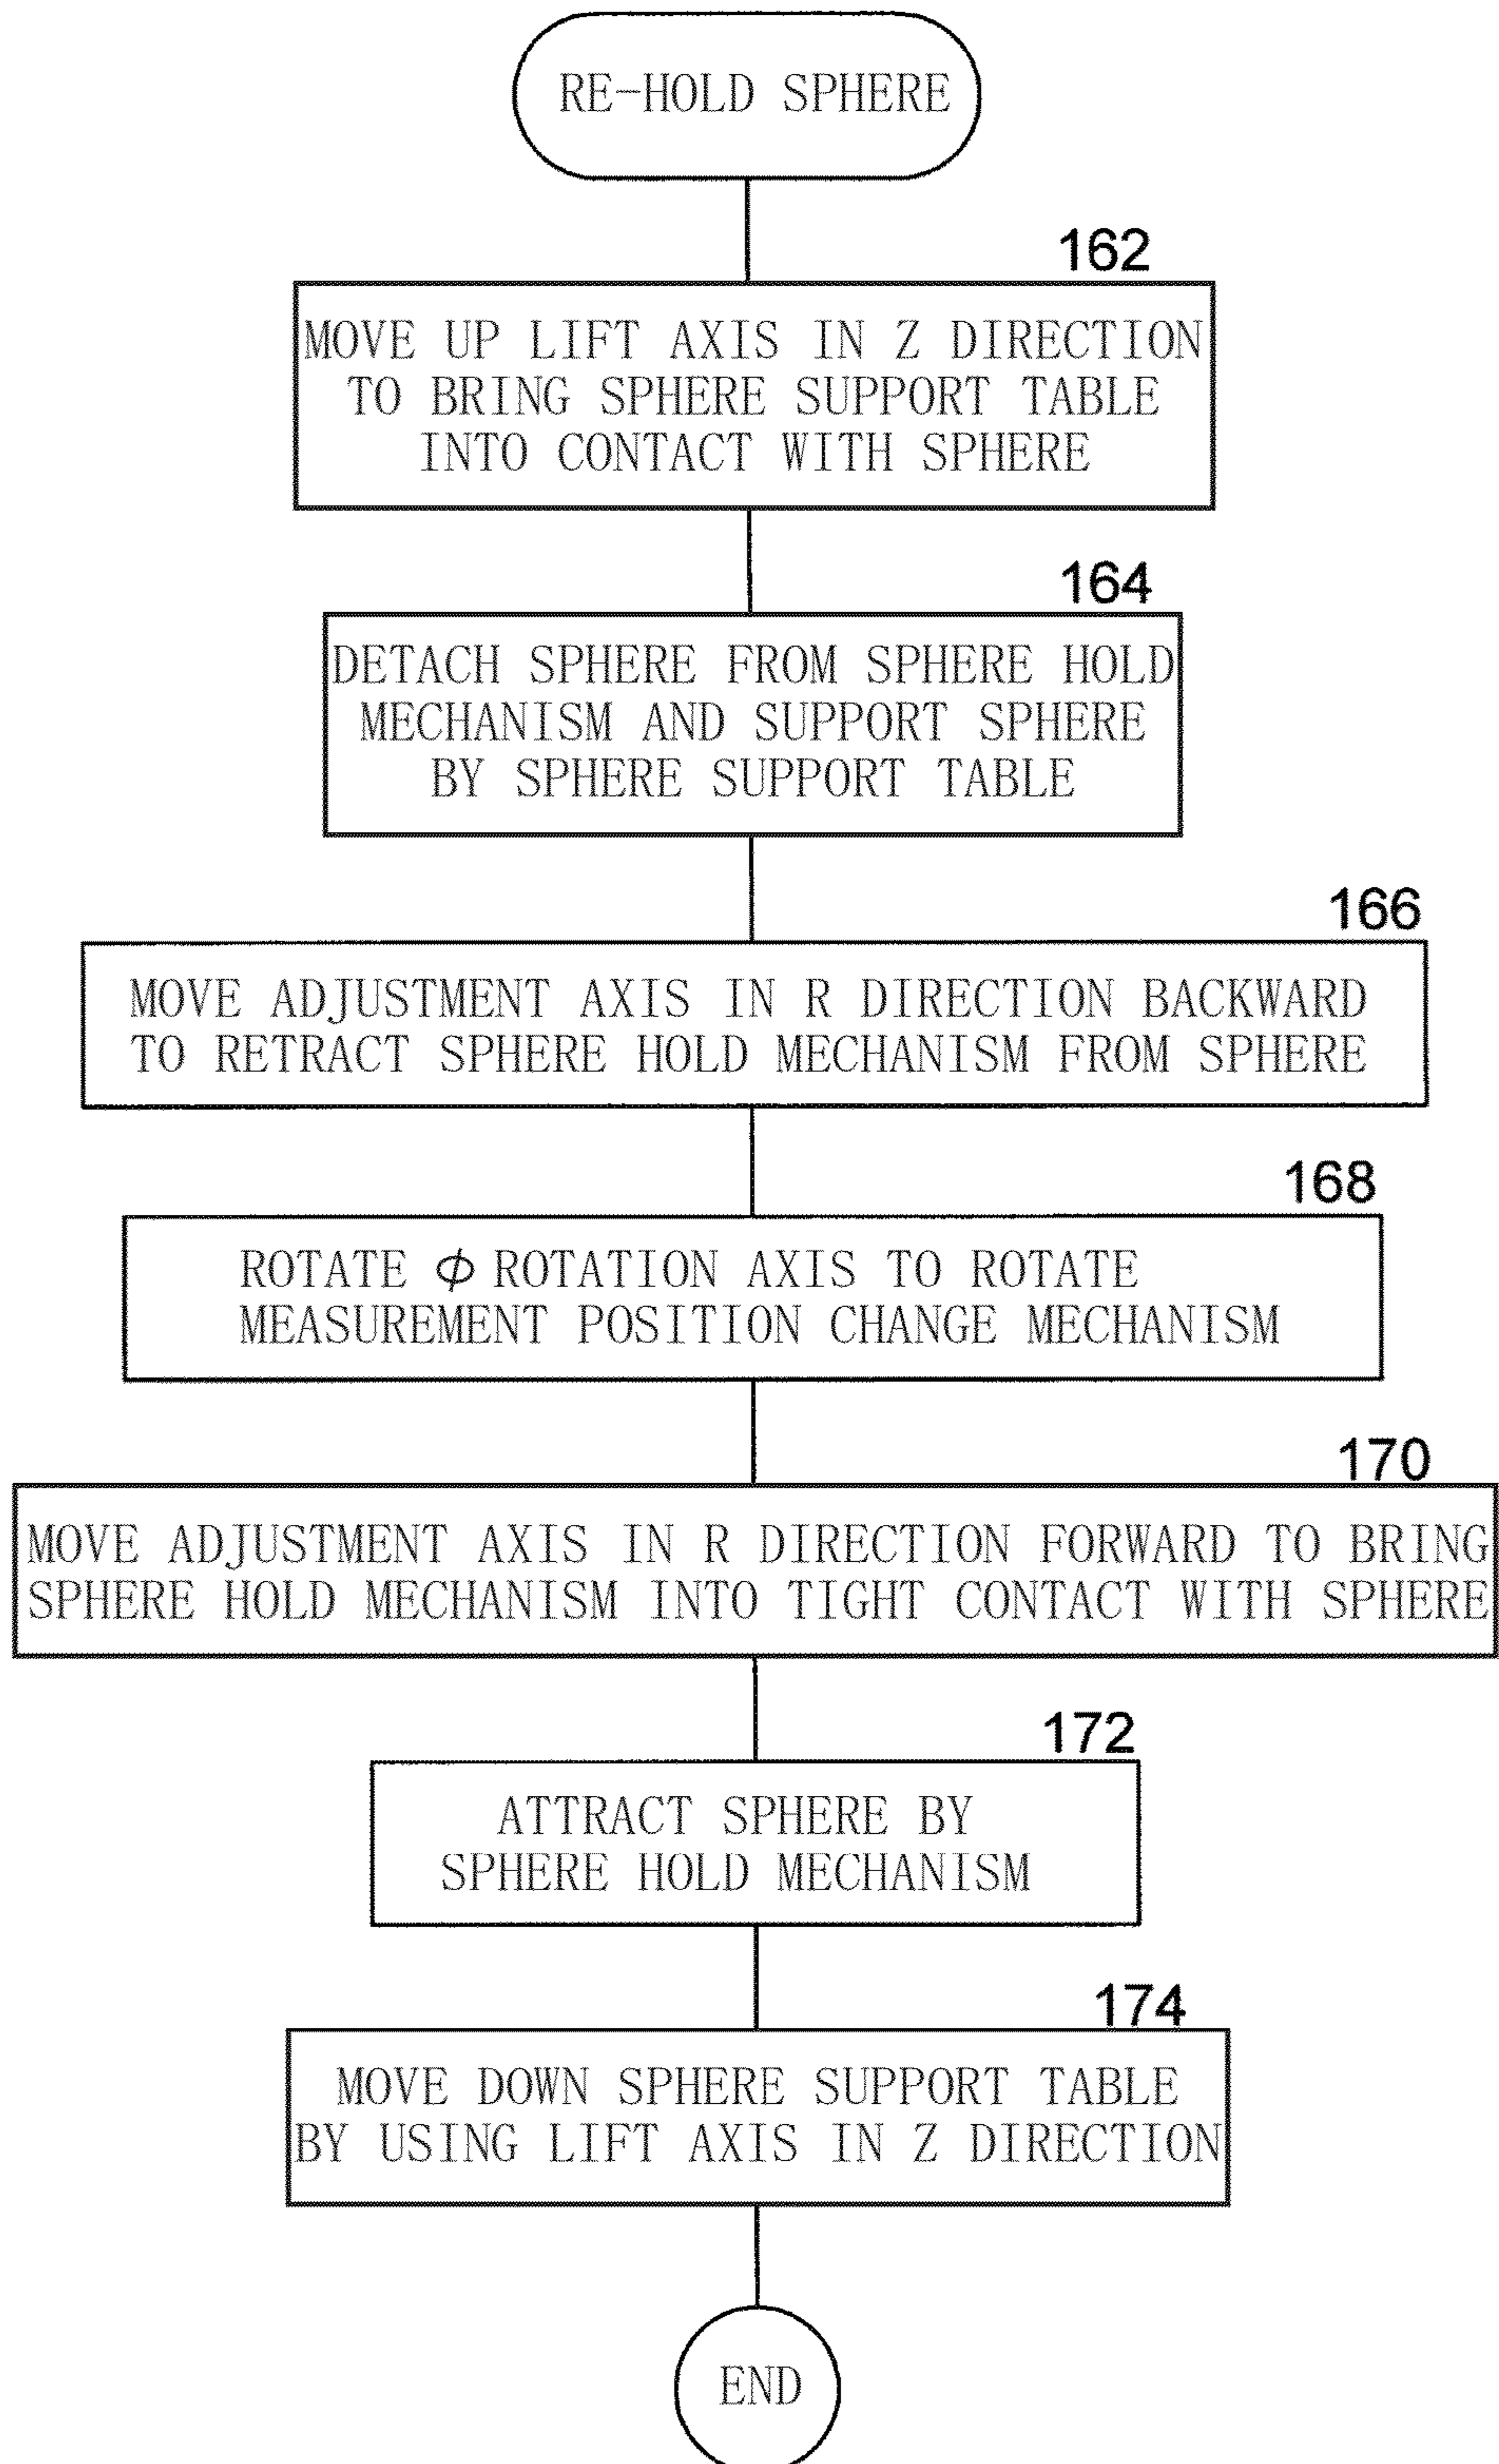 RE-HOLD SPHERE
162
MOVE UP LIFT AXIS IN Z DIRECTION
TO BRING SPHERE SUPPORT TABLE
INTO CONTACT WITH SPHERE
164
DETACH SPHERE FROM SPHERE HOLD
MECHANISM AND SUPPORT SPHERE
BY SPHERE SUPPORT TABLE
166
MOVE ADJUSTMENT AXIS IN R DIRECTION BACKWARD
TO RETRACT SPHERE HOLD MECHANISM FROM SPHERE
168
ROTATE ϕ ROTATION AXIS TO ROTATE
MEASUREMENT POSITION CHANGE MECHANISM
170
MOVE ADJUSTMENT AXIS IN R DIRECTION FORWARD TO BRING
SPHERE HOLD MECHANISM INTO TIGHT CONTACT WITH SPHERE
172
ATTRACT SPHERE BY
SPHERE HOLD MECHANISM
174
MOVE DOWN SPHERE SUPPORT TABLE
BY USING LIFT AXIS IN Z DIRECTION
END